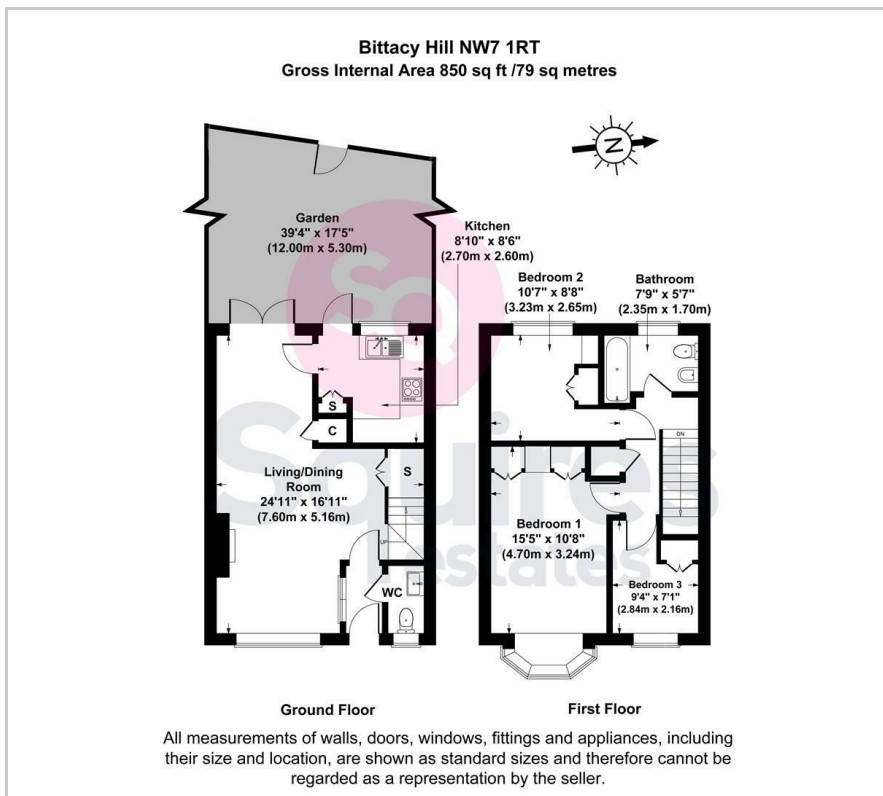 Bittacy Hill NW7 1RT
Gross Internal Area 850 sq ft /79 sq metres
N
Garden
39'4" x 17'5"
(12.00m x 5.30m)
Kitchen
8'10" x 8'6"
(2.70m x 2.60m)
Bedroom 2
10'7" x 8'8"
(3.23m x 2.65m)
Bathroom
7'9" x 5'7"
(2.35m x 1.70m)
SQ
S
C
S
DN
Squires
estates
Living/Dining
Room
24'11" x 16'11"
(7.60m x 5.16m)
UP
WC
Bedroom 1
15'5" x 10'8"
(4.70m x 3.24m)
Bedroom 3
9'4" x 7'1"
(2.84m x 2.16m)
Ground Floor
First Floor
All measurements of walls, doors, windows, fittings and appliances, including
their size and location, are shown as standard sizes and therefore cannot be
regarded as a representation by the seller.